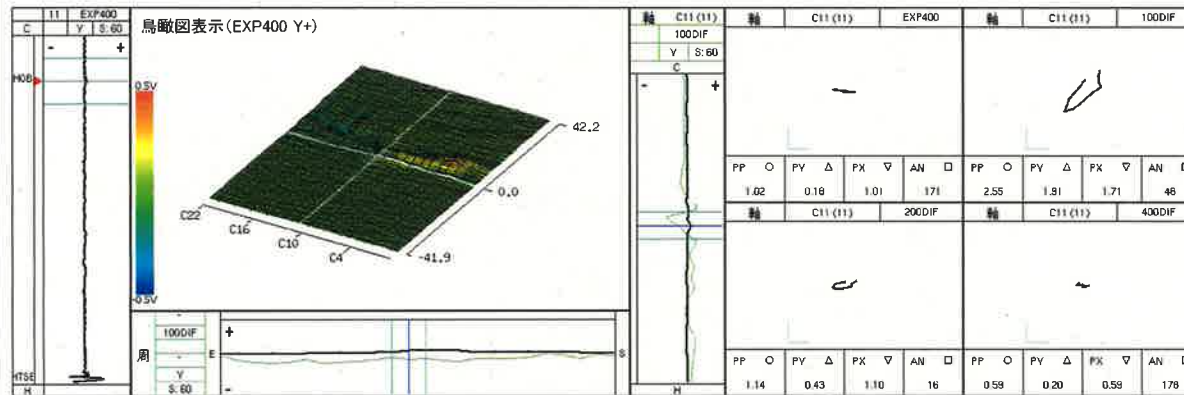 11 EXP400
C Y S:60
- +
HOB
HTSE
H
鳥瞰図表示(EXP400 Y+)
0.5V
-0.5V
42.2
0.0
-41.9
C22
C16
C10
C4
周
100DIF
Y
S:60
E
+
-
S
軸 C11(11)
100DIF
Y S:60
C
- +
H
軸 C11(11) EXP400
PP ○ PY △ PX ▽ AN □
1.02 0.18 1.01 171
軸 C11(11) 100DIF
PP ○ PY △ PX ▽ AN □
2.55 1.91 1.71 48
軸 C11(11) 200DIF
PP ○ PY △ PX ▽ AN □
1.14 0.43 1.10 16
軸 C11(11) 400DIF
PP ○ PY △ PX ▽ AN □
0.59 0.20 0.59 178